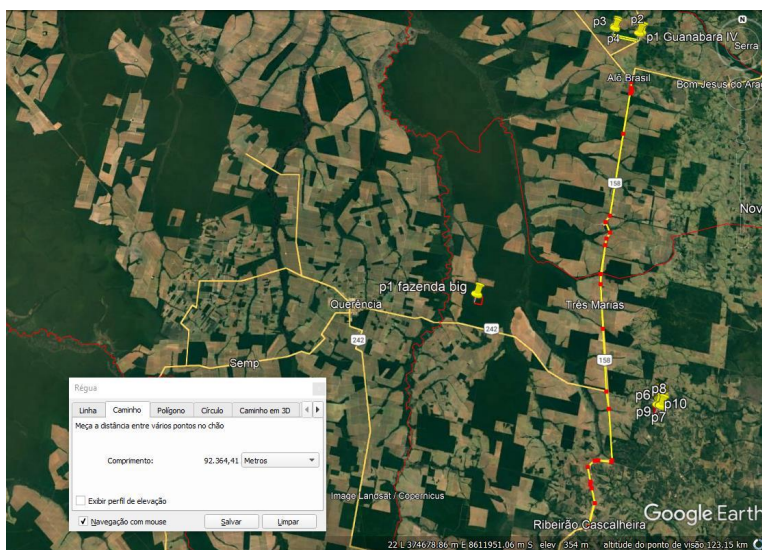 p3
p2
p4
p1 Guanabara IV
N
Serra
Alô Brasil
Bom Jesus do Ara
158
Nov
p1 fazenda big
Querência
Três Marias
242
242
158
Semp
p8
p6
p10
p9
p7
Régua
Linha Caminho Polígono Círculo Caminho em 3D
Meça a distância entre vários pontos no chão
Comprimento: 92.364,41 Metros
Exibir perfil de elevação
Navegação com mouse Salvar Limpar
Image Landsat / Copernicus
Google Earth
Ribeirão Cascalheira
22 L 374678.86 m E 8611951.06 m S elev 354 m altitude do ponto de visão 123.15 km